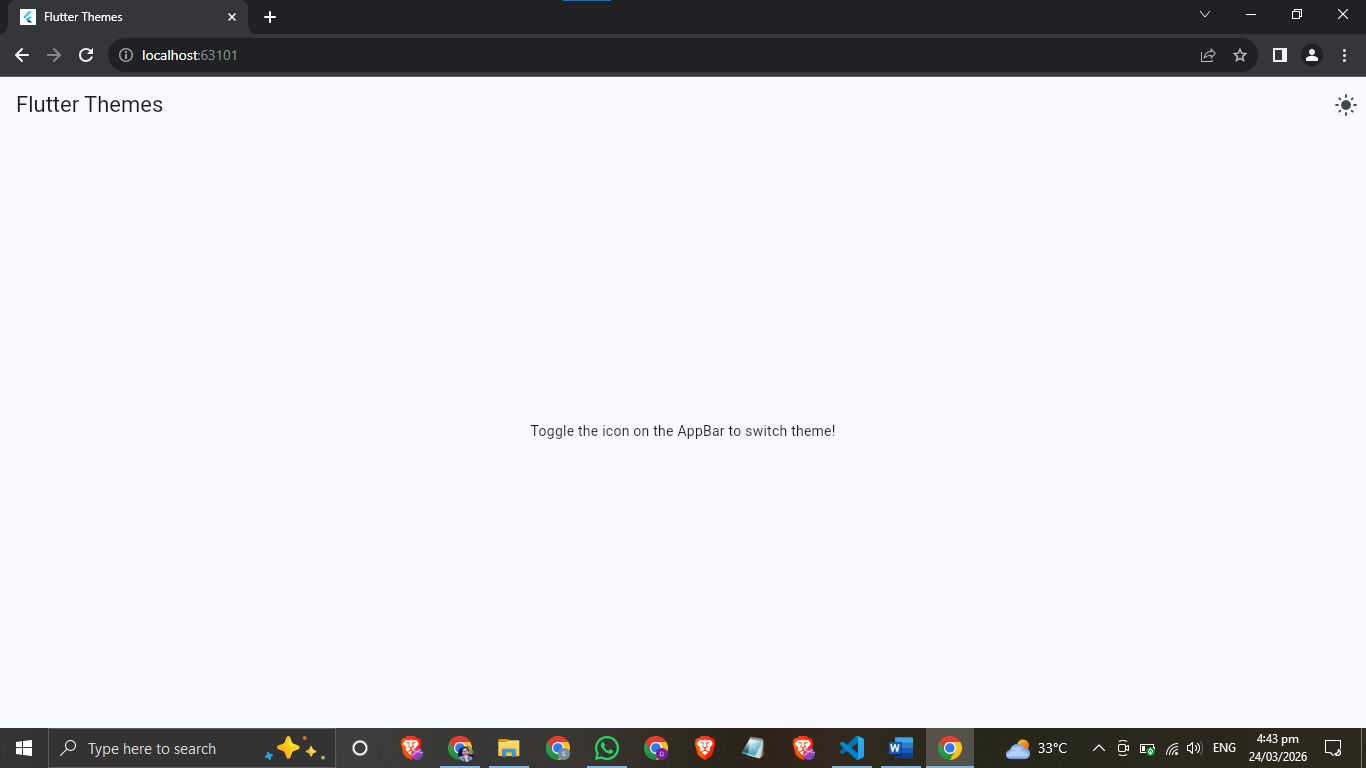 Flutter Themes
localhost:63101
Flutter Themes
Toggle the icon on the AppBar to switch theme!
Type here to search
33°C
ENG
4:43 pm
24/03/2026